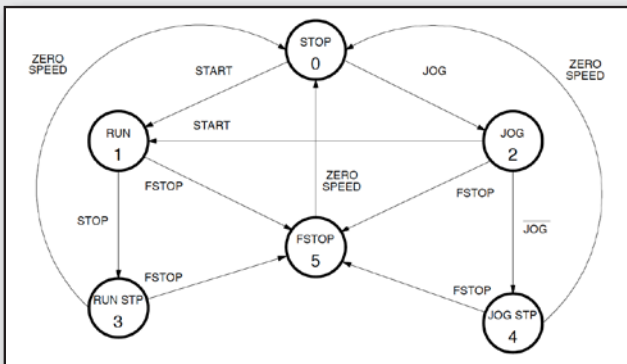 STOP
0
ZERO
SPEED
ZERO
SPEED
START
JOG
RUN
1
START
JOG
2
ZERO
SPEED
FSTOP
FSTOP
STOP
FSTOP
5
JOG
FSTOP
FSTOP
RUN STP
3
JOG STP
4